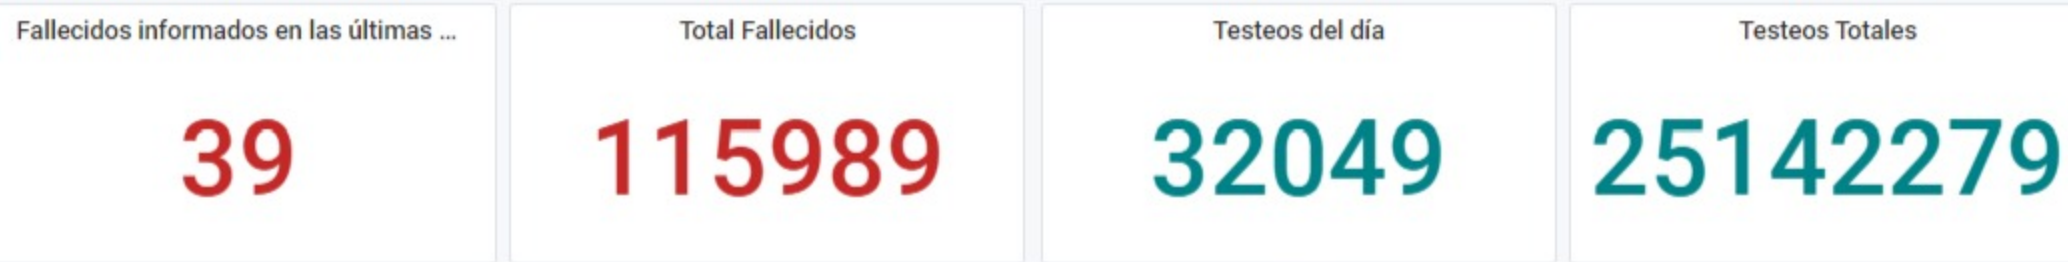 Fallecidos informados en las últimas ...
39
Total Fallecidos
115989
Testeos del día
32049
Testeos Totales
25142279